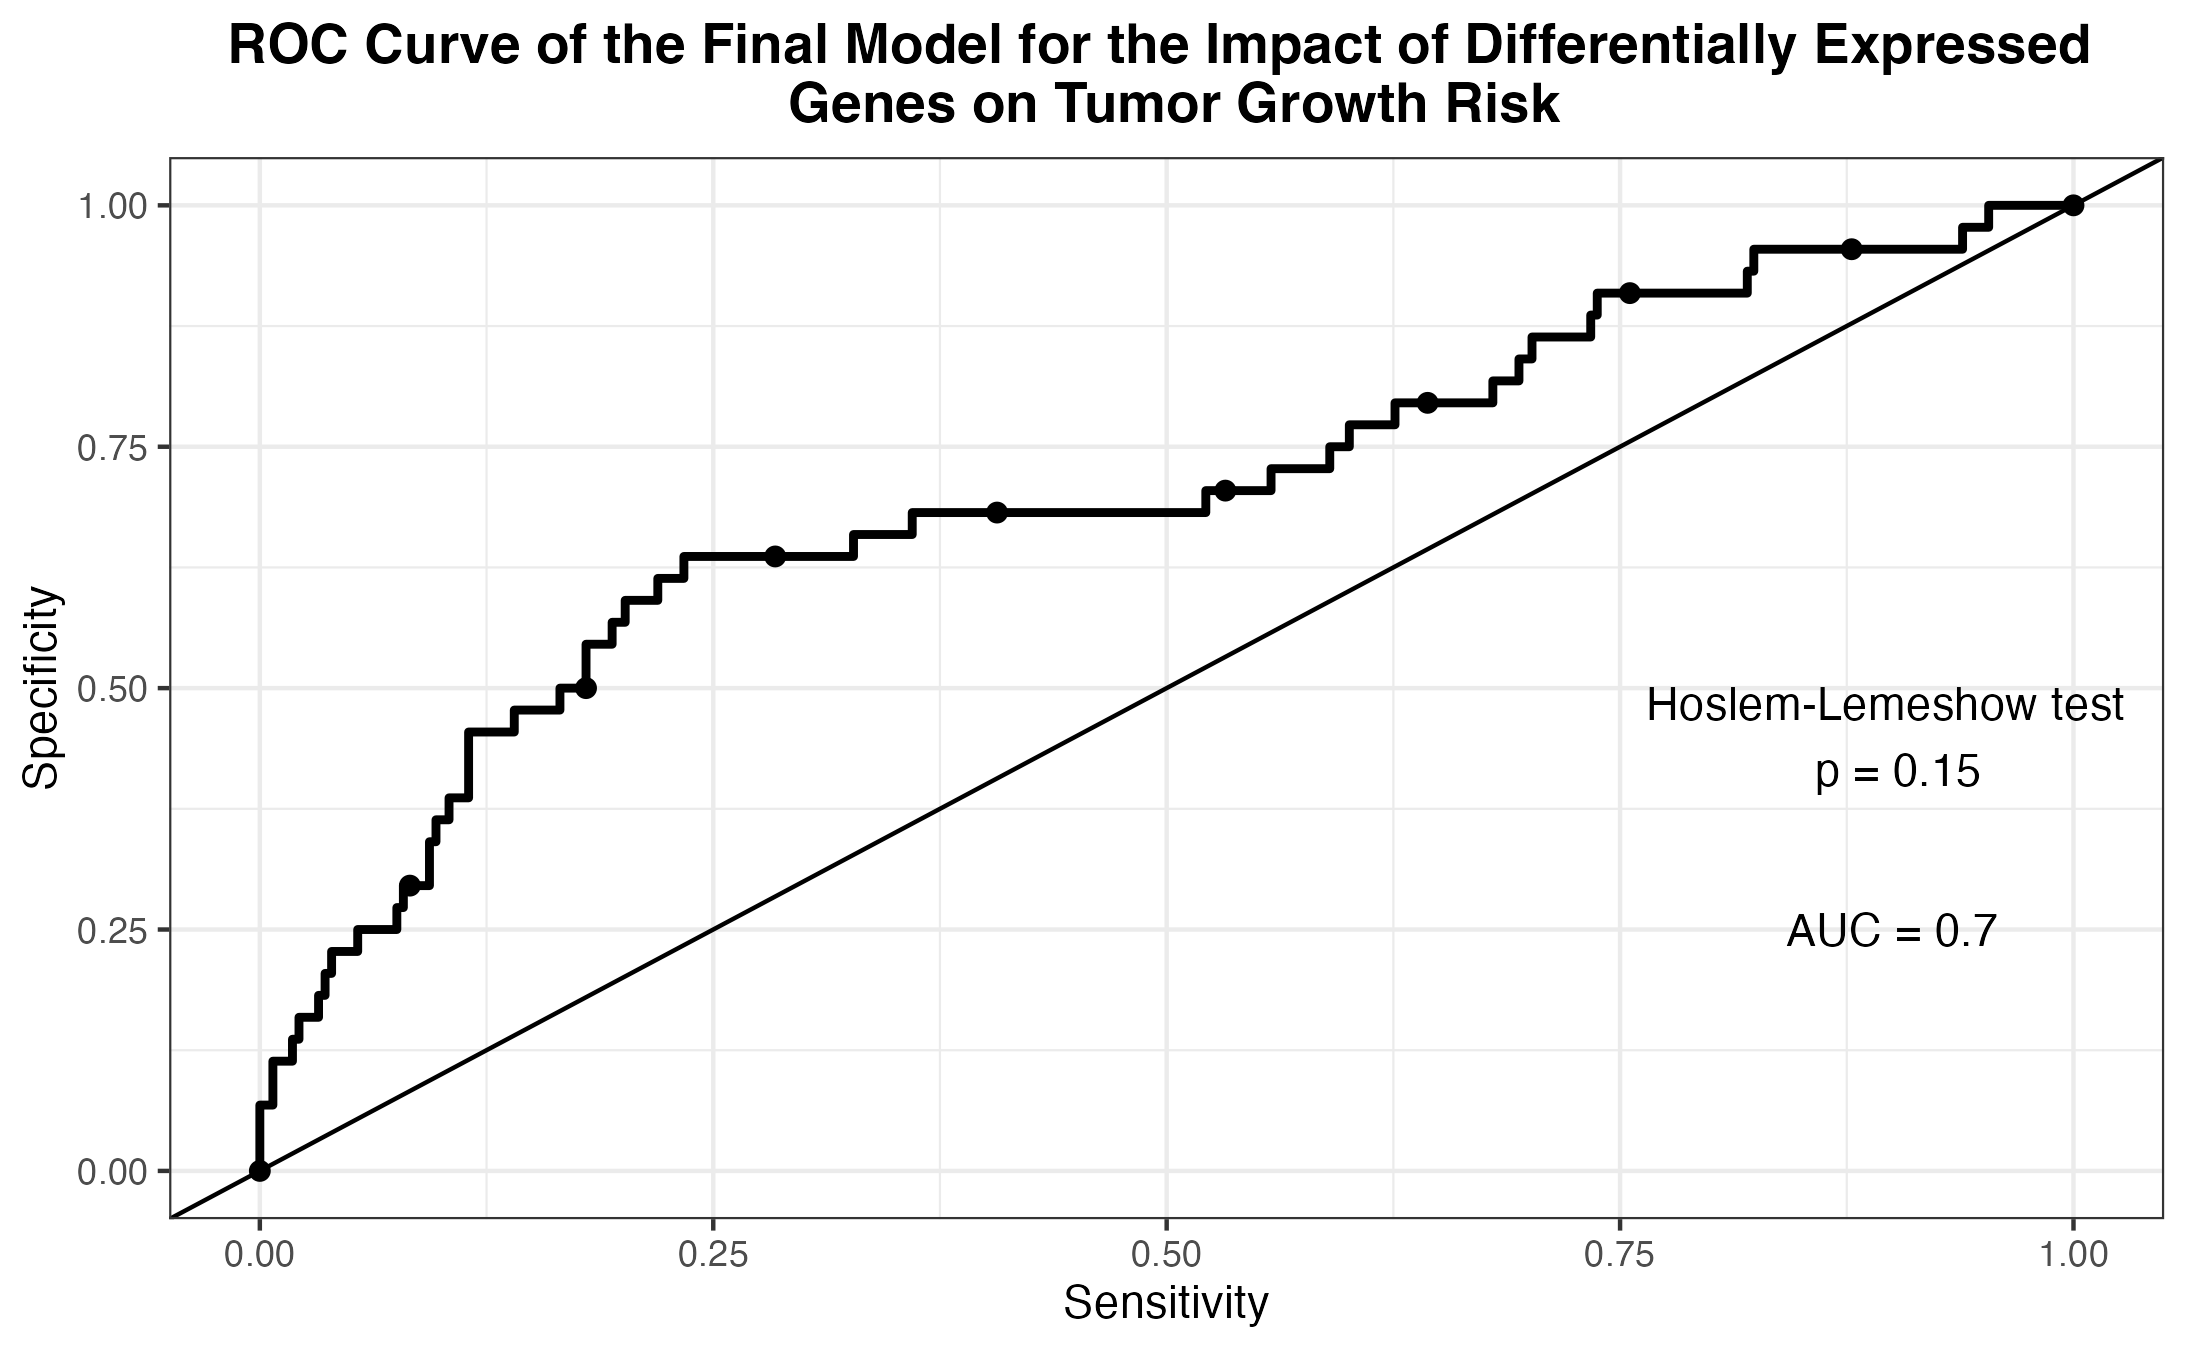 ROC Curve of the Final Model for the Impact of Differentially Expressed
Genes on Tumor Growth Risk
1.00
0.75
0.50
0.25
0.00
Specificity
Hoslem-Lemeshow test
p = 0.15
AUC = 0.7
0.00
0.25
0.50
0.75
1.00
Sensitivity